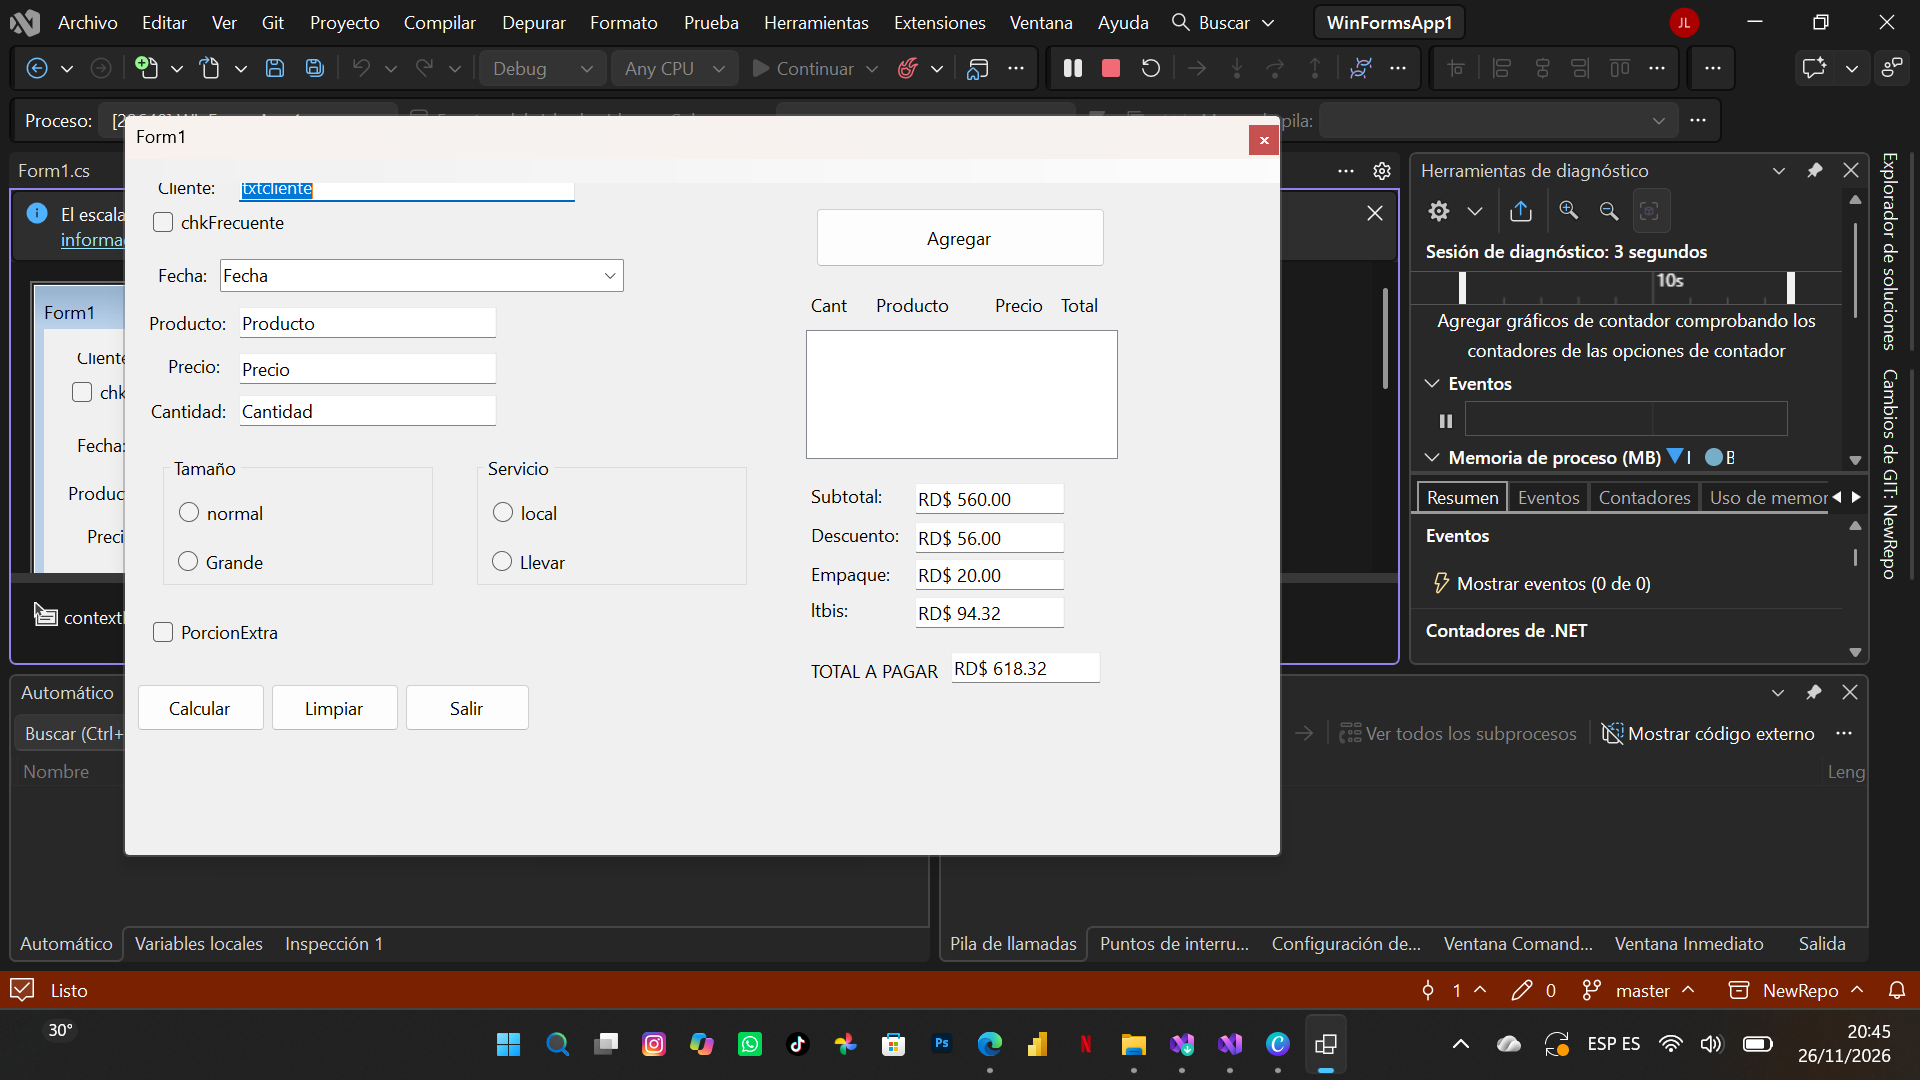 Archivo Editar Ver Git Proyecto Compilar Depurar Formato Prueba Herramientas Extensiones Ventana Ayuda Buscar WinFormsApp1 JL
Debug Any CPU Continuar
Proceso: pila:
Form1
Form1.cs
Cliente: txtcliente
chkFrecuente
Fecha: Fecha
Producto: Producto
Precio: Precio
Cantidad: Cantidad
Tamaño
normal
Grande
Servicio
local
Llevar
PorcionExtra
Calcular Limpiar Salir
Agregar
Cant Producto Precio Total
Subtotal: RD$ 560.00
Descuento: RD$ 56.00
Empaque: RD$ 20.00
Itbis: RD$ 94.32
TOTAL A PAGAR RD$ 618.32
El escala
informa
Form1
Cliente
chk
Fecha:
Produc
Preci
contextI
Herramientas de diagnóstico
Sesión de diagnóstico: 3 segundos
10s
Agregar gráficos de contador comprobando los
contadores de las opciones de contador
Eventos
Memoria de proceso (MB) I B
Resumen Eventos Contadores Uso de memor
Eventos
Mostrar eventos (0 de 0)
Contadores de .NET
Explorador de soluciones
Cambios de GIT: NewRepo
Automático
Buscar (Ctrl+
Nombre
Ver todos los subprocesos Mostrar código externo
Leng
Automático Variables locales Inspección 1
Pila de llamadas Puntos de interru... Configuración de... Ventana Comand... Ventana Inmediato Salida
Listo 1 0 master NewRepo
30° Ps N ESP ES 20:45
26/11/2026